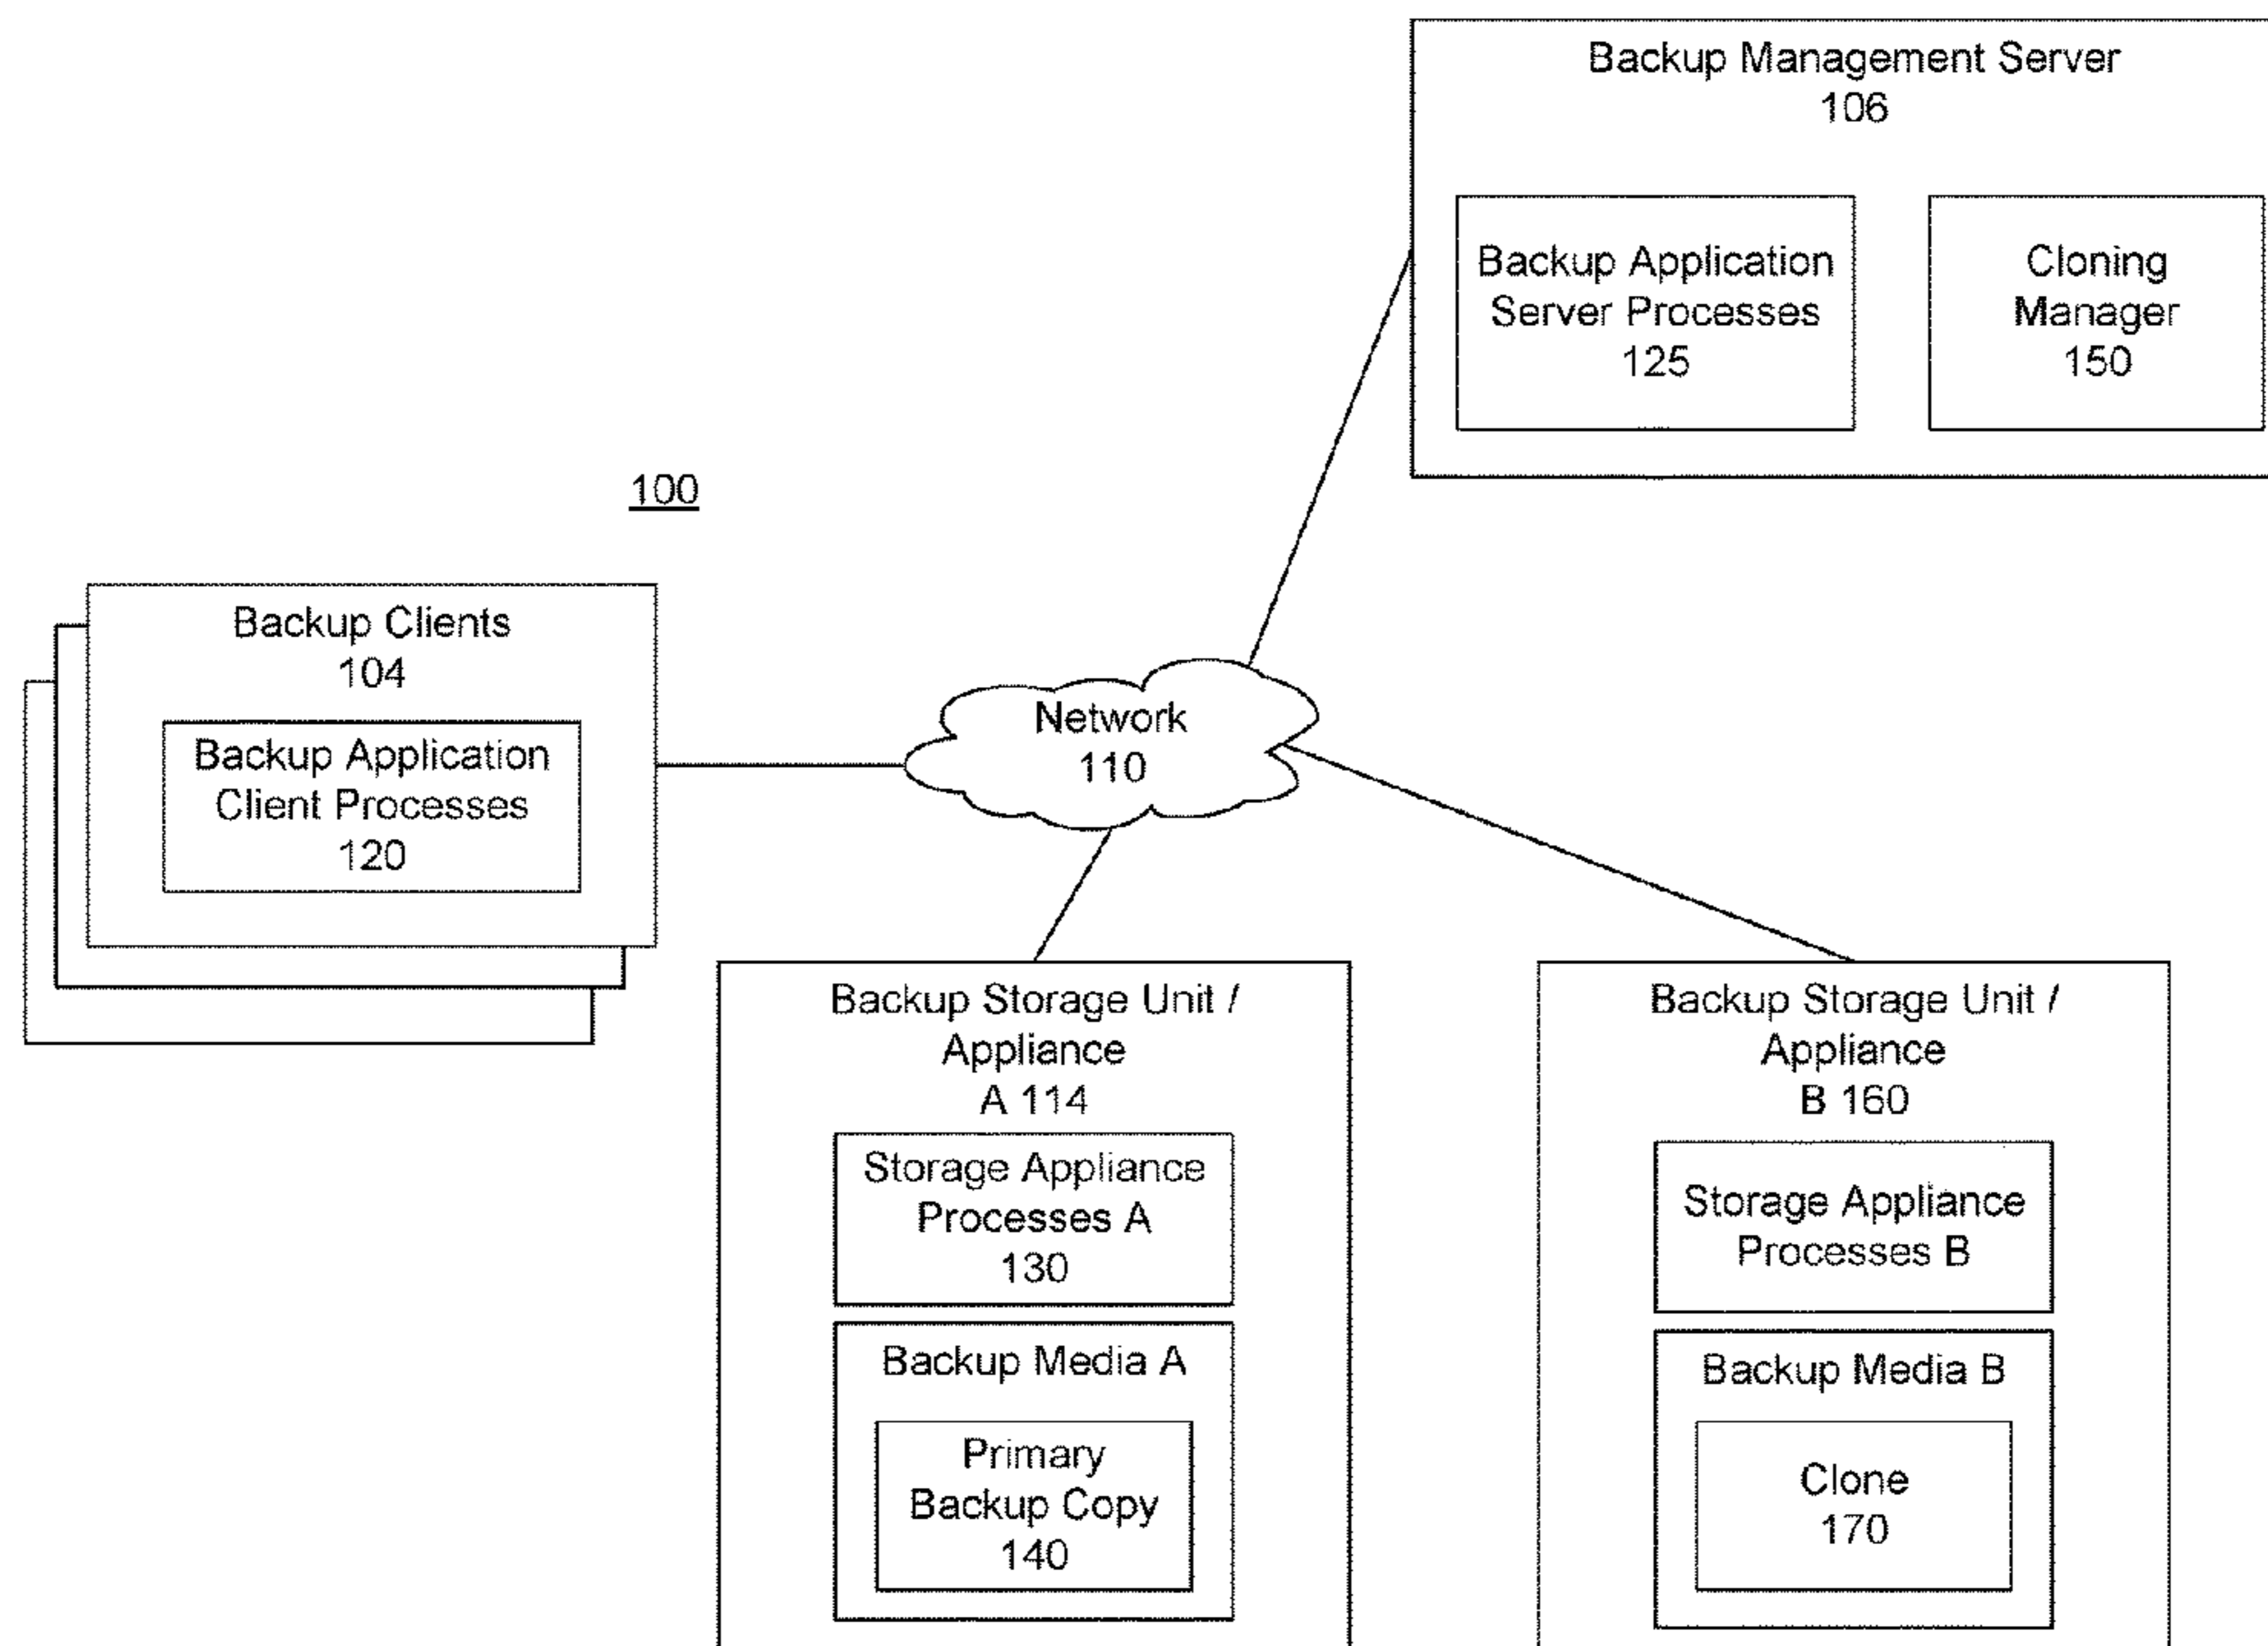 Backup Management Server
106
Backup Application
Server Processes
125
Cloning
Manager
150
100
Backup Clients
104
Backup Application
Client Processes
120
Network
110
Backup Storage Unit /
Appliance
A 114
Storage Appliance
Processes A
130
Backup Media A
Primary
Backup Copy
140
Backup Storage Unit /
Appliance
B 160
Storage Appliance
Processes B
Backup Media B
Clone
170